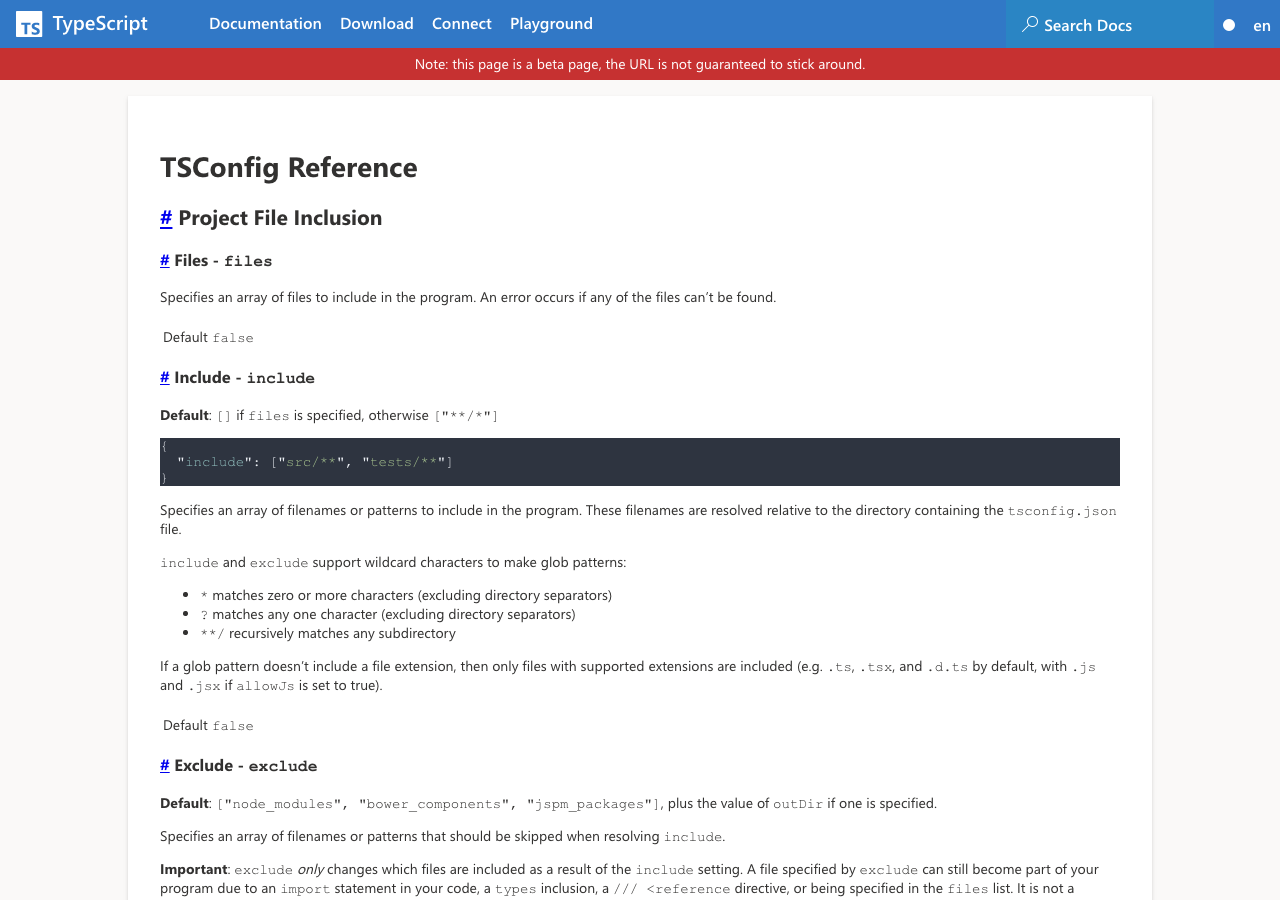 TS TypeScript Documentation Download Connect Playground Search Docs en
Note: this page is a beta page, the URL is not guaranteed to stick around.
TSConfig Reference
# Project File Inclusion
# Files - files
Specifies an array of files to include in the program. An error occurs if any of the files can’t be found.
Default false
# Include - include
Default: [] if files is specified, otherwise ["**/*"]
{
"include": ["src/**", "tests/**"]
}
Specifies an array of filenames or patterns to include in the program. These filenames are resolved relative to the directory containing the tsconfig.json
file.
include and exclude support wildcard characters to make glob patterns:
• * matches zero or more characters (excluding directory separators)
• ? matches any one character (excluding directory separators)
• **/ recursively matches any subdirectory
If a glob pattern doesn’t include a file extension, then only files with supported extensions are included (e.g. .ts, .tsx, and .d.ts by default, with .js
and .jsx if allowJs is set to true).
Default false
# Exclude - exclude
Default: ["node_modules", "bower_components", "jspm_packages"], plus the value of outDir if one is specified.
Specifies an array of filenames or patterns that should be skipped when resolving include.
Important: exclude only changes which files are included as a result of the include setting. A file specified by exclude can still become part of your
program due to an import statement in your code, a types inclusion, a /// <reference directive, or being specified in the files list. It is not a